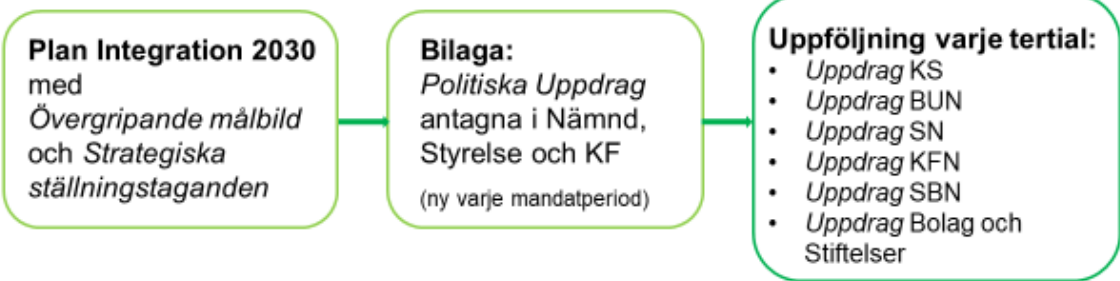 Plan Integration 2030
med
Övergripande målbild
och Strategiska
ställningstaganden
Bilaga:
Politiska Uppdrag
antagna i Nämnd,
Styrelse och KF
(ny varje mandatperiod)
Uppföljning varje tertial:
• Uppdrag KS
• Uppdrag BUN
• Uppdrag SN
• Uppdrag KFN
• Uppdrag SBN
• Uppdrag Bolag och
Stiftelser